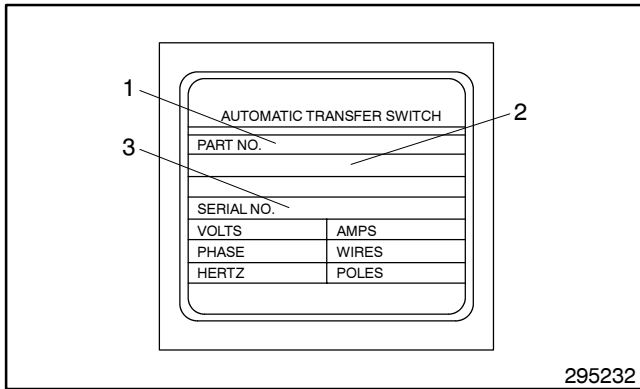 1
AUTOMATIC TRANSFER SWITCH
2
PART NO.
3
SERIAL NO.
VOLTS AMPS
PHASE WIRES
HERTZ POLES
295232